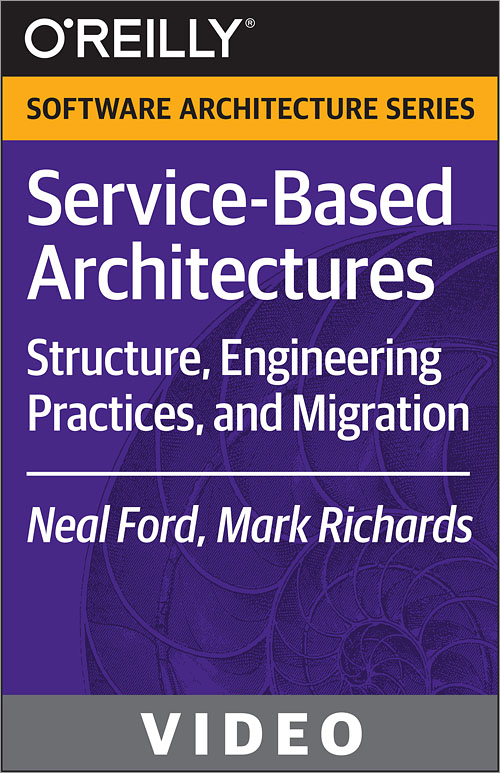 O'REILLY®
SOFTWARE ARCHITECTURE SERIES
Service-Based
Architectures
Structure, Engineering
Practices, and Migration
Neal Ford, Mark Richards
VIDEO